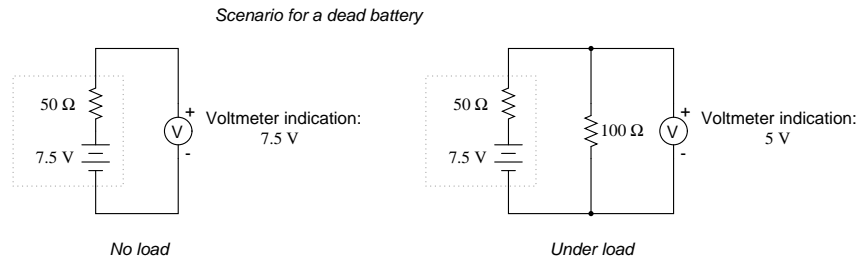 Scenario for a dead battery
50 Ω
7.5 V
V
+
-
Voltmeter indication:
7.5 V
No load
50 Ω
7.5 V
100 Ω
V
+
-
Voltmeter indication:
5 V
Under load